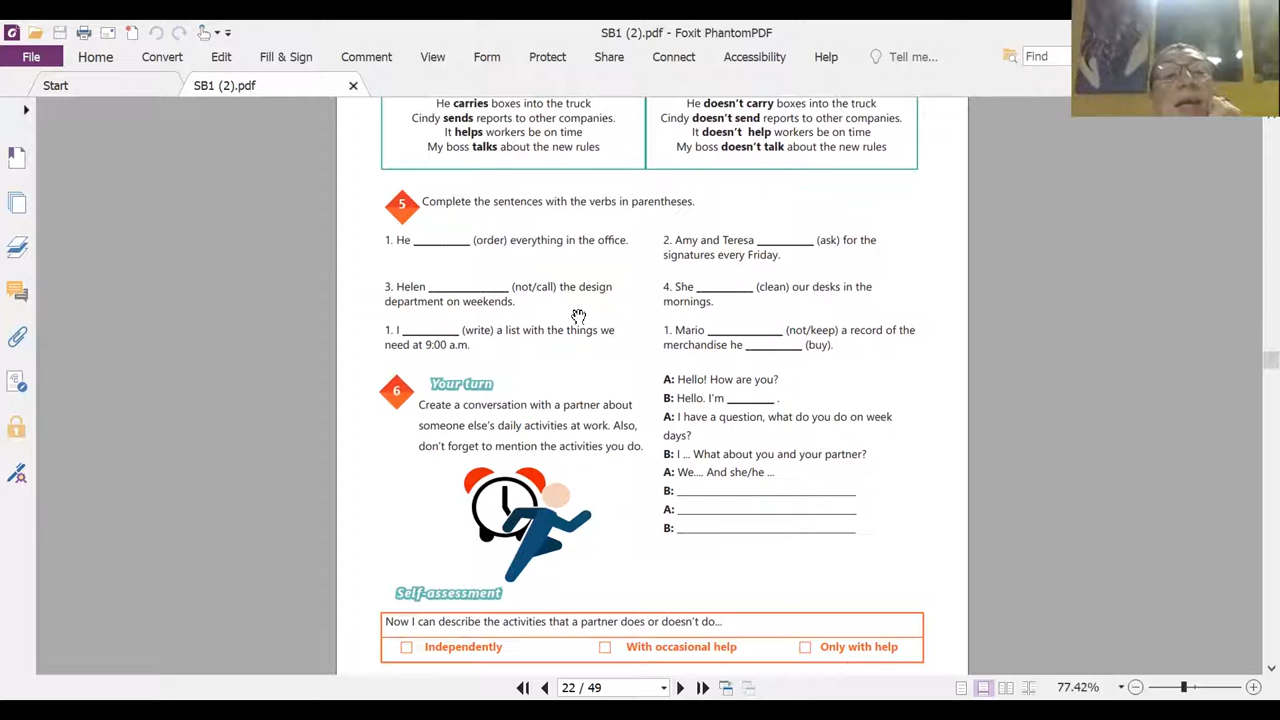 SB1 (2).pdf - Foxit PhantomPDF
File
Home
Convert
Edit
Fill & Sign
Comment
View
Form
Protect
Share
Connect
Accessibility
Help
Tell me...
Find
Start
SB1 (2).pdf
He carries boxes into the truck
Cindy sends reports to other companies.
It helps workers be on time
My boss talks about the new rules
He doesn't carry boxes into the truck
Cindy doesn't send reports to other companies.
It doesn't help workers be on time
My boss doesn't talk about the new rules
5 Complete the sentences with the verbs in parentheses.
1. He _________ (order) everything in the office.
2. Amy and Teresa _________ (ask) for the
signatures every Friday.
3. Helen _____________ (not/call) the design
department on weekends.
4. She _________ (clean) our desks in the
mornings.
1. I _________ (write) a list with the things we
need at 9:00 a.m.
1. Mario ____________ (not/keep) a record of the
merchandise he _________ (buy).
6 Your turn
Create a conversation with a partner about
someone else's daily activities at work. Also,
don't forget to mention the activities you do.
A: Hello! How are you?
B: Hello. I'm ________ .
A: I have a question, what do you do on week
days?
B: I ... What about you and your partner?
A: We.... And she/he ...
B: _____________________________
A: _____________________________
B: _____________________________
Self-assessment
Now I can describe the activities that a partner does or doesn't do...
Independently
With occasional help
Only with help
22 / 49
77.42%